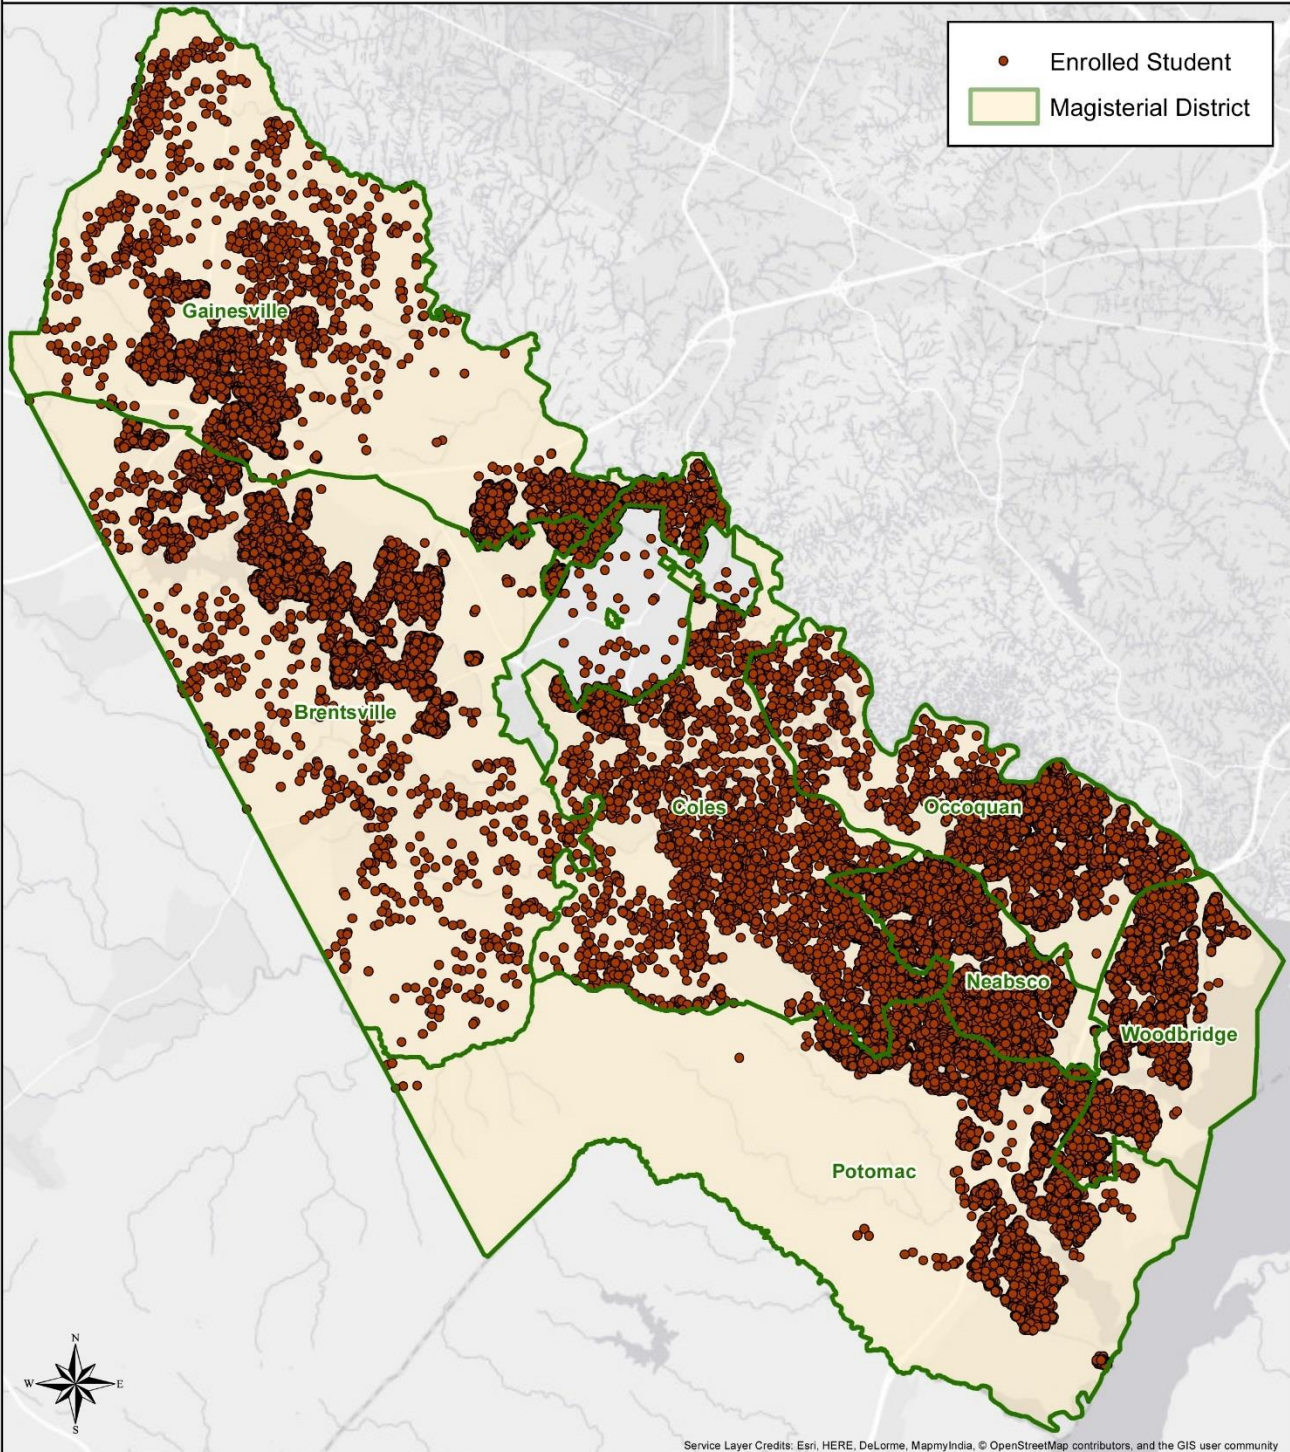 Enrolled Student
Magisterial District
Gainesville
Brentsville
Coles
Occoquan
Neabsco
Woodbridge
Potomac
N
W
E
S
Service Layer Credits: Esri, HERE, DeLorme, MapmyIndia, © OpenStreetMap contributors, and the GIS user community